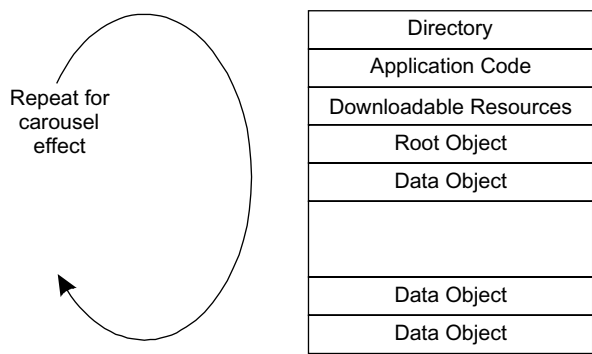 Repeat for
carousel
effect
Directory
Application Code
Downloadable Resources
Root Object
Data Object
Data Object
Data Object